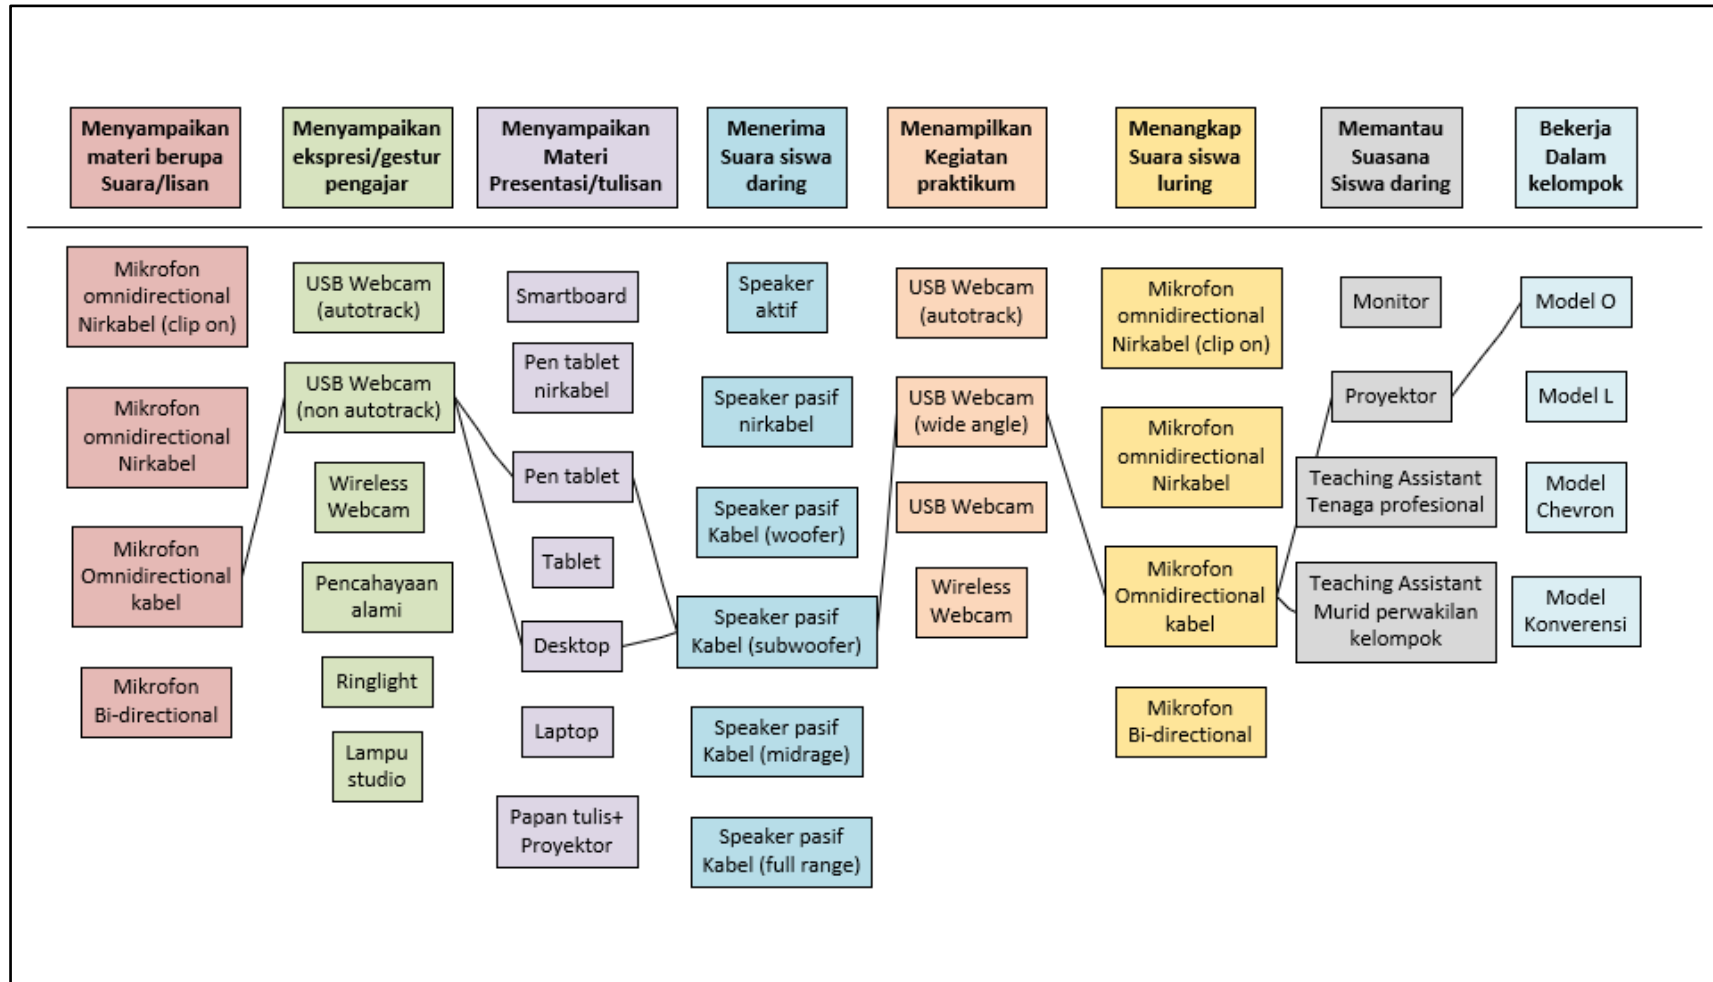 Menyampaikan
materi berupa
Suara/lisan
Menyampaikan
ekspresi/gestur
pengajar
Menyampaikan
Materi
Presentasi/tulisan
Menerima
Suara siswa
daring
Menampilkan
Kegiatan
praktikum
Menangkap
Suara siswa
luring
Memantau
Suasana
Siswa daring
Bekerja
Dalam
kelompok
Mikrofon
omnidirectional
Nirkabel (clip on)
Mikrofon
omnidirectional
Nirkabel
Mikrofon
Omnidirectional
kabel
Mikrofon
Bi-directional
USB Webcam
(autotrack)
USB Webcam
(non autotrack)
Wireless
Webcam
Pencahayaan
alami
Ringlight
Lampu
studio
Smartboard
Pen tablet
nirkabel
Pen tablet
Tablet
Desktop
Laptop
Papan tulis+
Proyektor
Speaker
aktif
Speaker pasif
nirkabel
Speaker pasif
Kabel (woofer)
Speaker pasif
Kabel (subwoofer)
Speaker pasif
Kabel (midrage)
Speaker pasif
Kabel (full range)
USB Webcam
(autotrack)
USB Webcam
(wide angle)
USB Webcam
Wireless
Webcam
Mikrofon
omnidirectional
Nirkabel (clip on)
Mikrofon
omnidirectional
Nirkabel
Mikrofon
Omnidirectional
kabel
Mikrofon
Bi-directional
Monitor
Proyektor
Teaching Assistant
Tenaga profesional
Teaching Assistant
Murid perwakilan
kelompok
Model O
Model L
Model
Chevron
Model
Konverensi